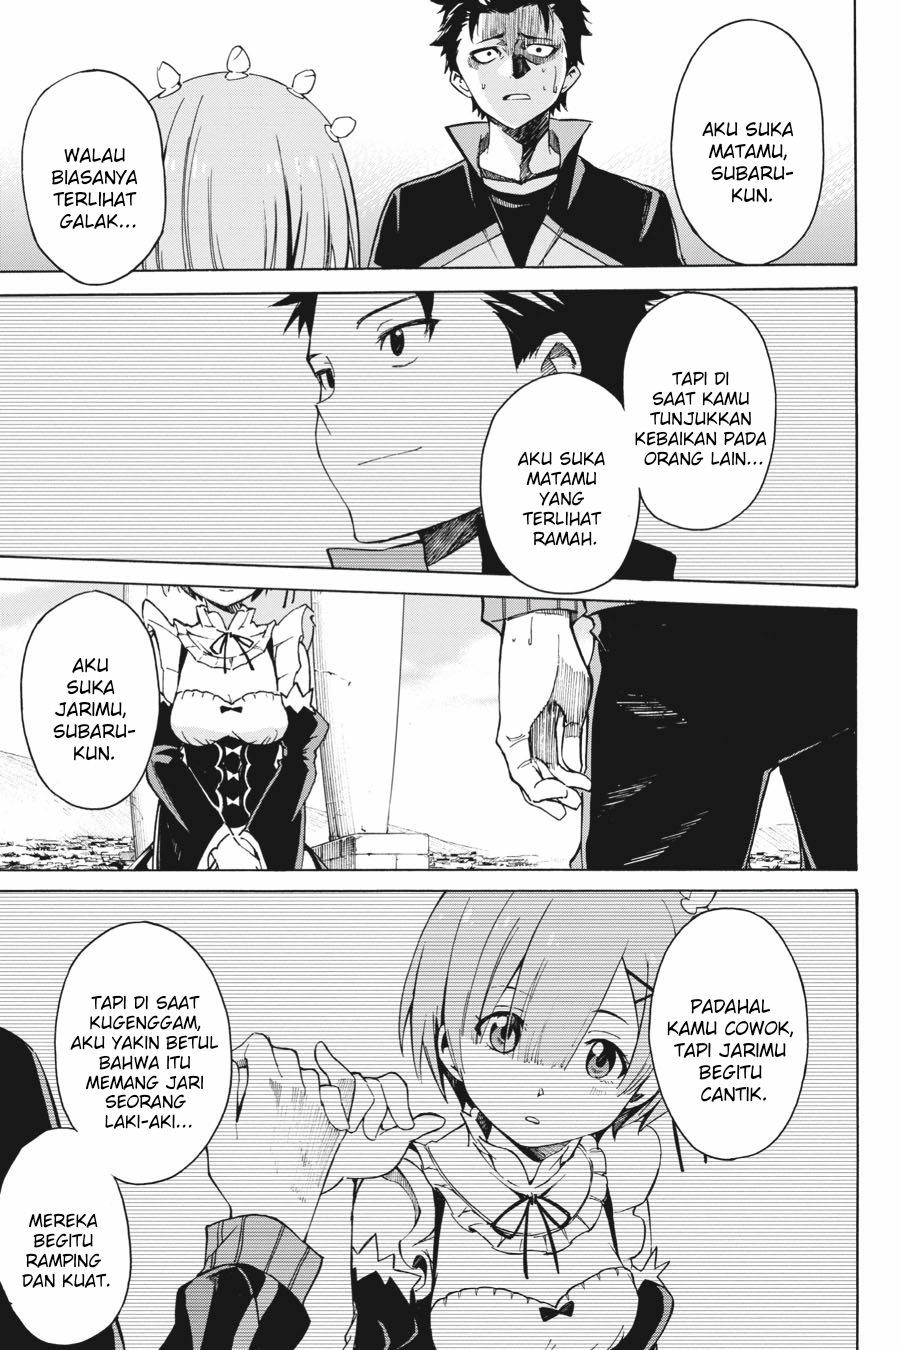 AKU SUKA
MATAMU,
SUBARU-
KUN.
WALAU
BIASANYA
TERLIHAT
GALAK...
TAPI DI
SAAT KAMU
TUNJUKKAN
KEBAIKAN PADA
ORANG LAIN...
AKU SUKA
MATAMU
YANG
TERLIHAT
RAMAH.
AKU
SUKA
JARIMU,
SUBARU-
KUN.
PADAHAL
KAMU COWOK,
TAPI JARIMU
BEGITU
CANTIK.
TAPI DI SAAT
KUGENGGAM,
AKU YAKIN BETUL
BAHWA ITU
MEMANG JARI
SEORANG
LAKI-AKI...
MEREKA
BEGITU
RAMPING
DAN KUAT.